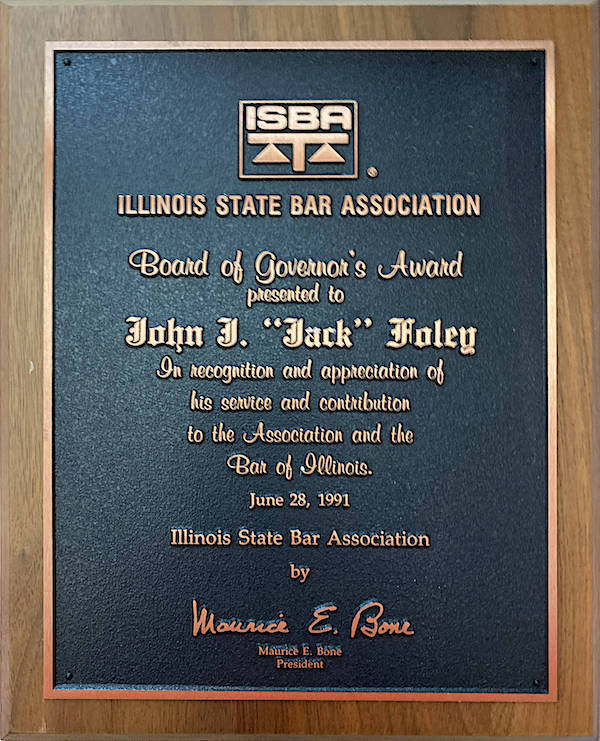 ISBA
®
ILLINOIS STATE BAR ASSOCIATION
Board of Governor's Award
presented to
John J. “Jack” Foley
In recognition and appreciation of
his service and contribution
to the Association and the
Bar of Illinois.
June 28, 1991
Illinois State Bar Association
by
Maurice E. Bone
Maurice E. Bone
President